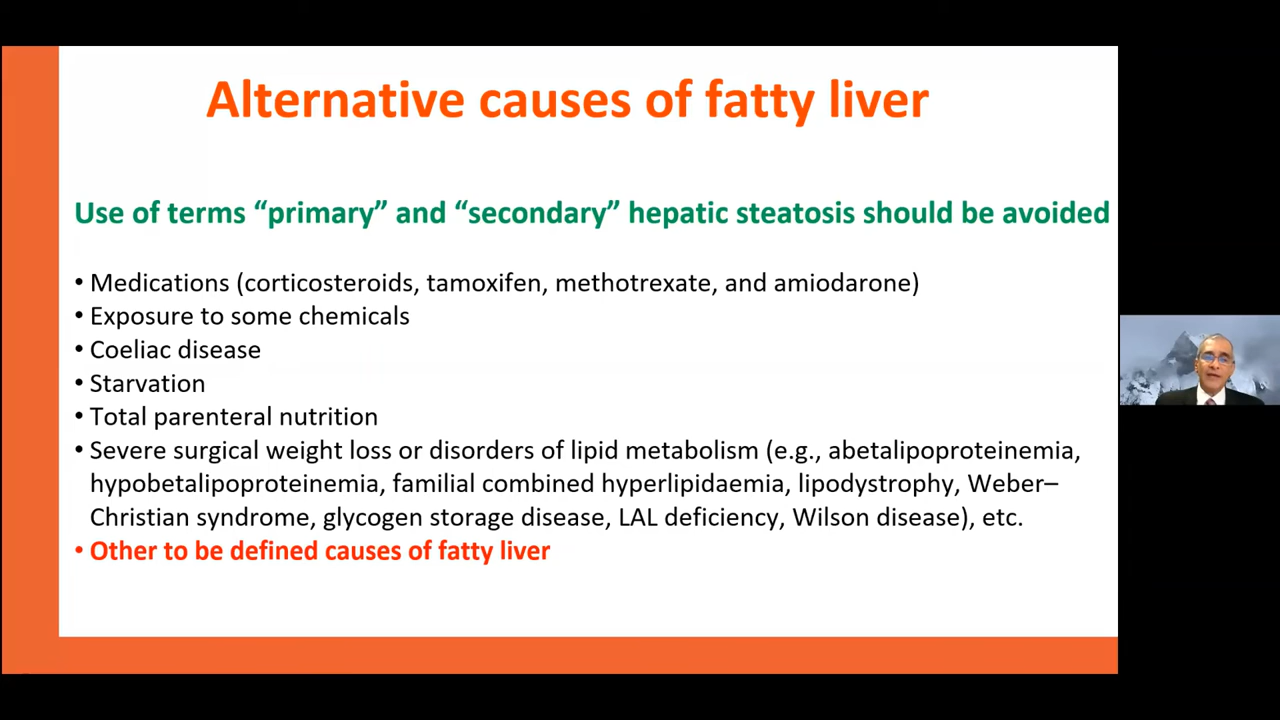 Alternative causes of fatty liver
Use of terms “primary” and “secondary” hepatic steatosis should be avoided
• Medications (corticosteroids, tamoxifen, methotrexate, and amiodarone)
• Exposure to some chemicals
• Coeliac disease
• Starvation
• Total parenteral nutrition
• Severe surgical weight loss or disorders of lipid metabolism (e.g., abetalipoproteinemia,
hypobetalipoproteinemia, familial combined hyperlipidaemia, lipodystrophy, Weber–
Christian syndrome, glycogen storage disease, LAL deficiency, Wilson disease), etc.
• Other to be defined causes of fatty liver